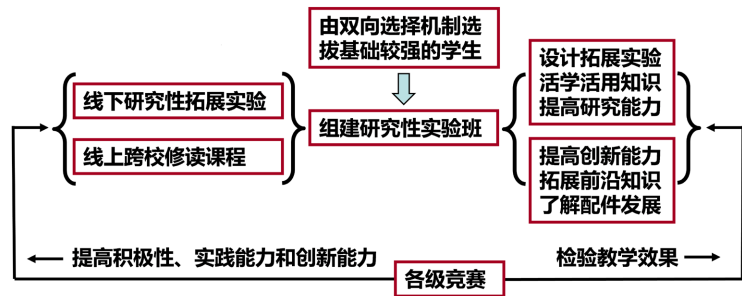 由双向选择机制选
拔基础较强的学生
线下研究性拓展实验
线上跨校修读课程
组建研究性实验班
设计拓展实验
活学活用知识
提高研究能力
提高创新能力
拓展前沿知识
了解配件发展
提高积极性、实践能力和创新能力
检验教学效果
各级竞赛